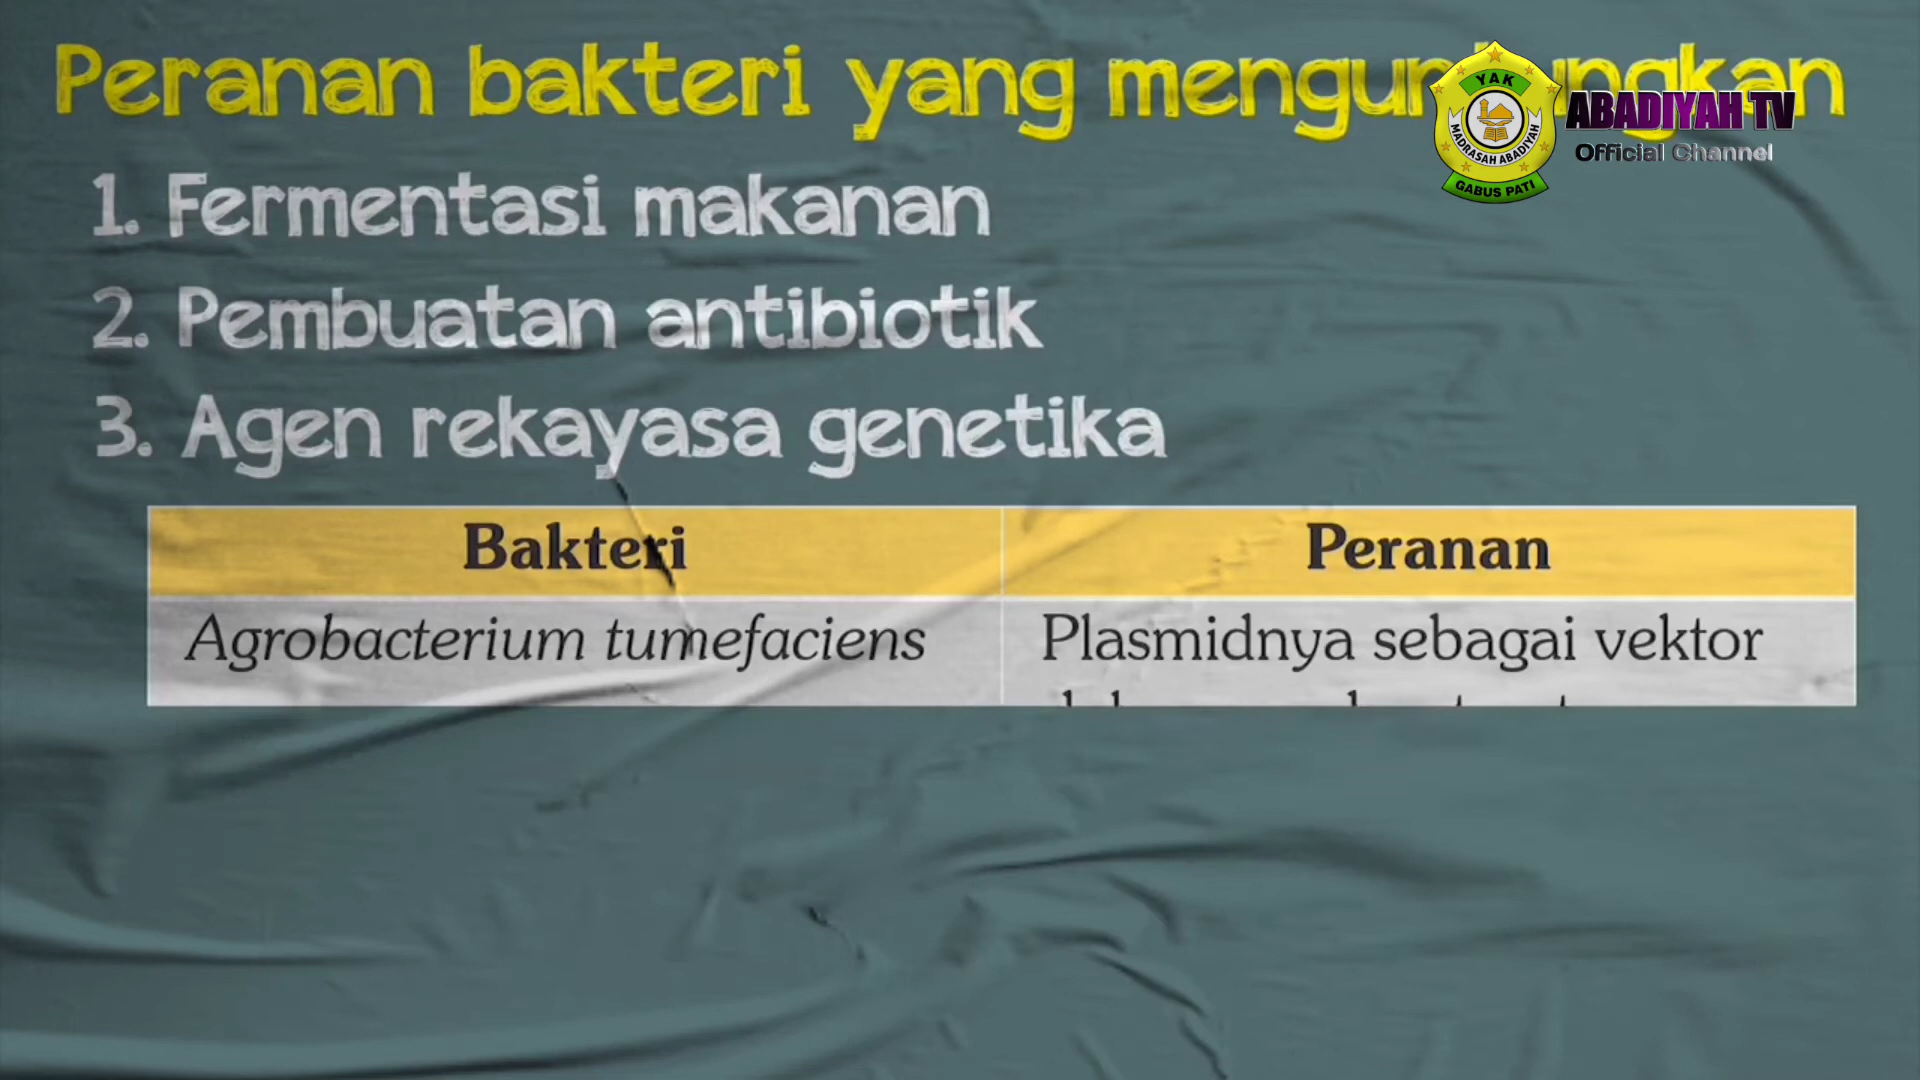 Peranan bakteri yang
1. Fermentasi makanan
2. Pembuatan antibiotik
3. Agen rekayasa genetika
Bakteri
Peranan
Agrobacterium tumefaciens
Plasmidnya sebagai vektor
YAK
MADRASAH ABADIYAH
GABUS PATI
ABADIYAH TV
Official Channel